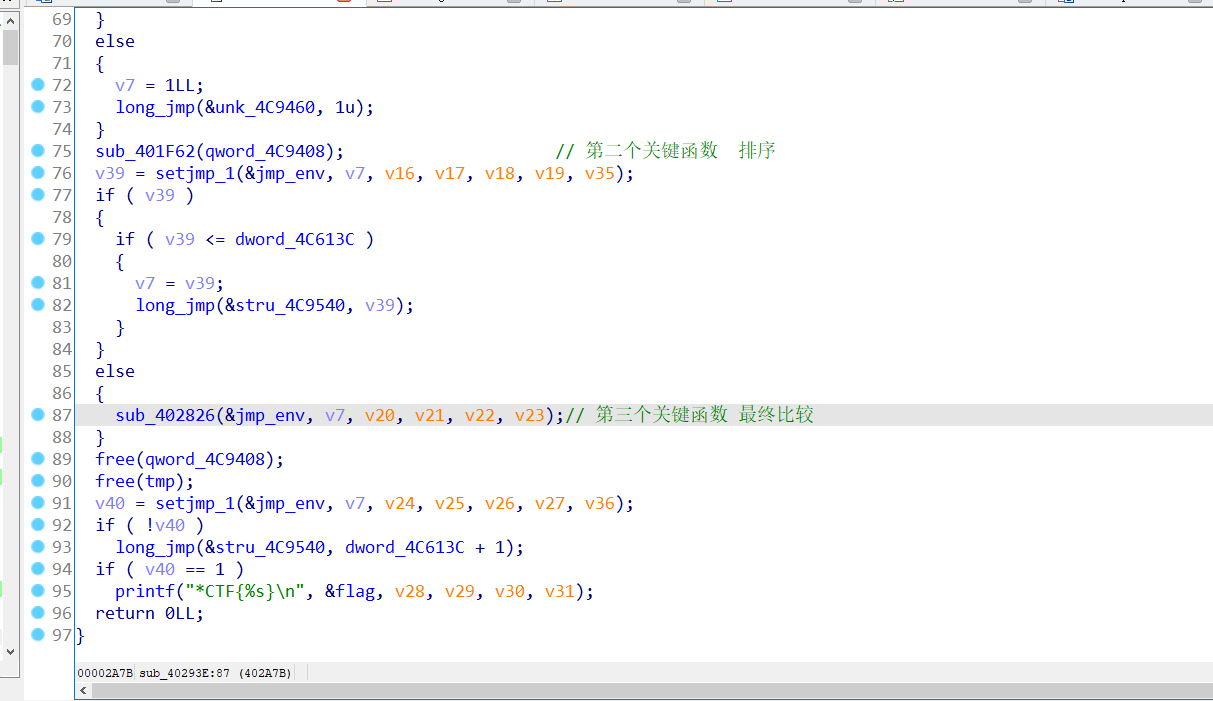 69 }
70 else
71 {
72 v7 = 1LL;
73 long_jmp(&unk_4C9460, 1u);
74 }
75 sub_401F62(qword_4C9408); // 第二个关键函数 排序
76 v39 = setjmp_1(&jmp_env, v7, v16, v17, v18, v19, v35);
77 if ( v39 )
78 {
79 if ( v39 <= dword_4C613C )
80 {
81 v7 = v39;
82 long_jmp(&stru_4C9540, v39);
83 }
84 }
85 else
86 {
87 sub_402826(&jmp_env, v7, v20, v21, v22, v23);// 第三个关键函数 最终比较
88 }
89 free(qword_4C9408);
90 free(tmp);
91 v40 = setjmp_1(&jmp_env, v7, v24, v25, v26, v27, v36);
92 if ( !v40 )
93 long_jmp(&stru_4C9540, dword_4C613C + 1);
94 if ( v40 == 1 )
95 printf("*CTF{%s}\n", &flag, v28, v29, v30, v31);
96 return 0LL;
97 }
00002A7B sub_40293E:87 (402A7B)